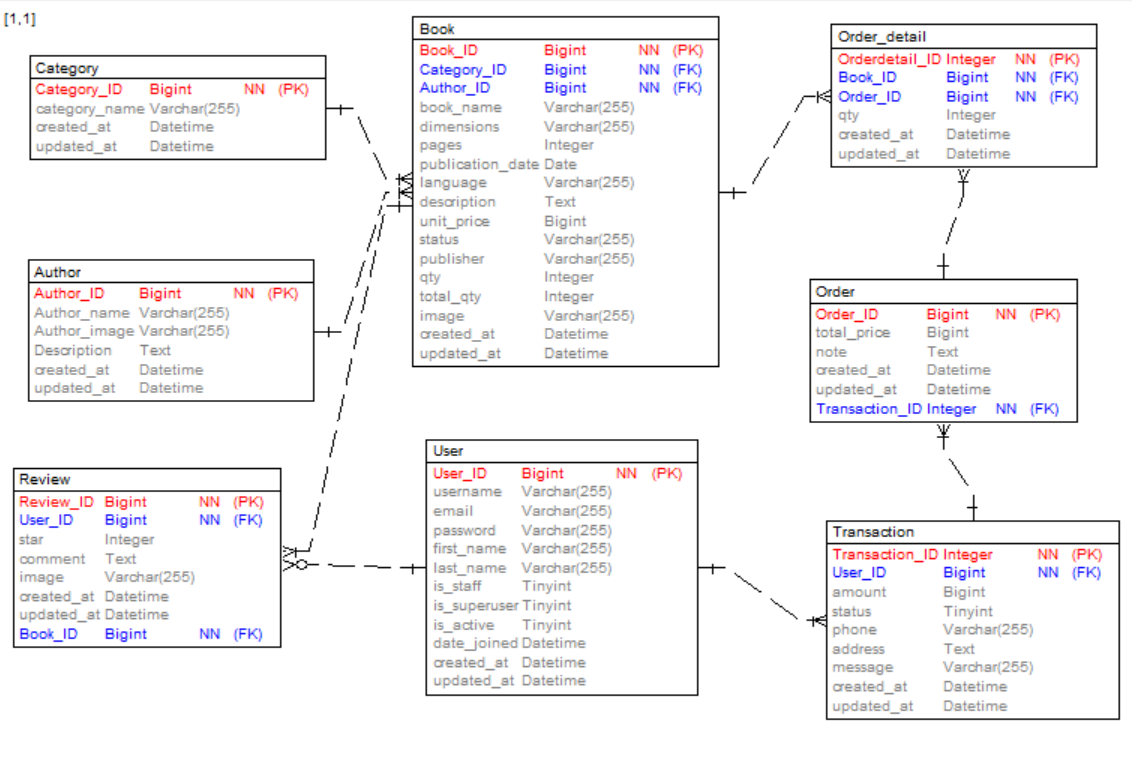 [1,1]
Category
Category_ID Bigint NN (PK)
category_name Varchar(255)
created_at Datetime
updated_at Datetime
Author
Author_ID Bigint NN (PK)
Author_name Varchar(255)
Author_image Varchar(255)
Description Text
created_at Datetime
updated_at Datetime
Review
Review_ID Bigint NN (PK)
User_ID Bigint NN (FK)
star Integer
comment Text
image Varchar(255)
created_at Datetime
updated_at Datetime
Book_ID Bigint NN (FK)
Book
Book_ID Bigint NN (PK)
Category_ID Bigint NN (FK)
Author_ID Bigint NN (FK)
book_name Varchar(255)
dimensions Varchar(255)
pages Integer
publication_date Date
language Varchar(255)
description Text
unit_price Bigint
status Varchar(255)
publisher Varchar(255)
qty Integer
total_qty Integer
image Varchar(255)
created_at Datetime
updated_at Datetime
User
User_ID Bigint NN (PK)
username Varchar(255)
email Varchar(255)
password Varchar(255)
first_name Varchar(255)
last_name Varchar(255)
is_staff Tinyint
is_superuser Tinyint
is_active Tinyint
date_joined Datetime
created_at Datetime
updated_at Datetime
Order_detail
Orderdetail_ID Integer NN (PK)
Book_ID Bigint NN (FK)
Order_ID Bigint NN (FK)
qty Integer
created_at Datetime
updated_at Datetime
Order
Order_ID Bigint NN (PK)
total_price Bigint
note Text
created_at Datetime
updated_at Datetime
Transaction_ID Integer NN (FK)
Transaction
Transaction_ID Integer NN (PK)
User_ID Bigint NN (FK)
amount Bigint
status Tinyint
phone Varchar(255)
address Text
message Varchar(255)
created_at Datetime
updated_at Datetime